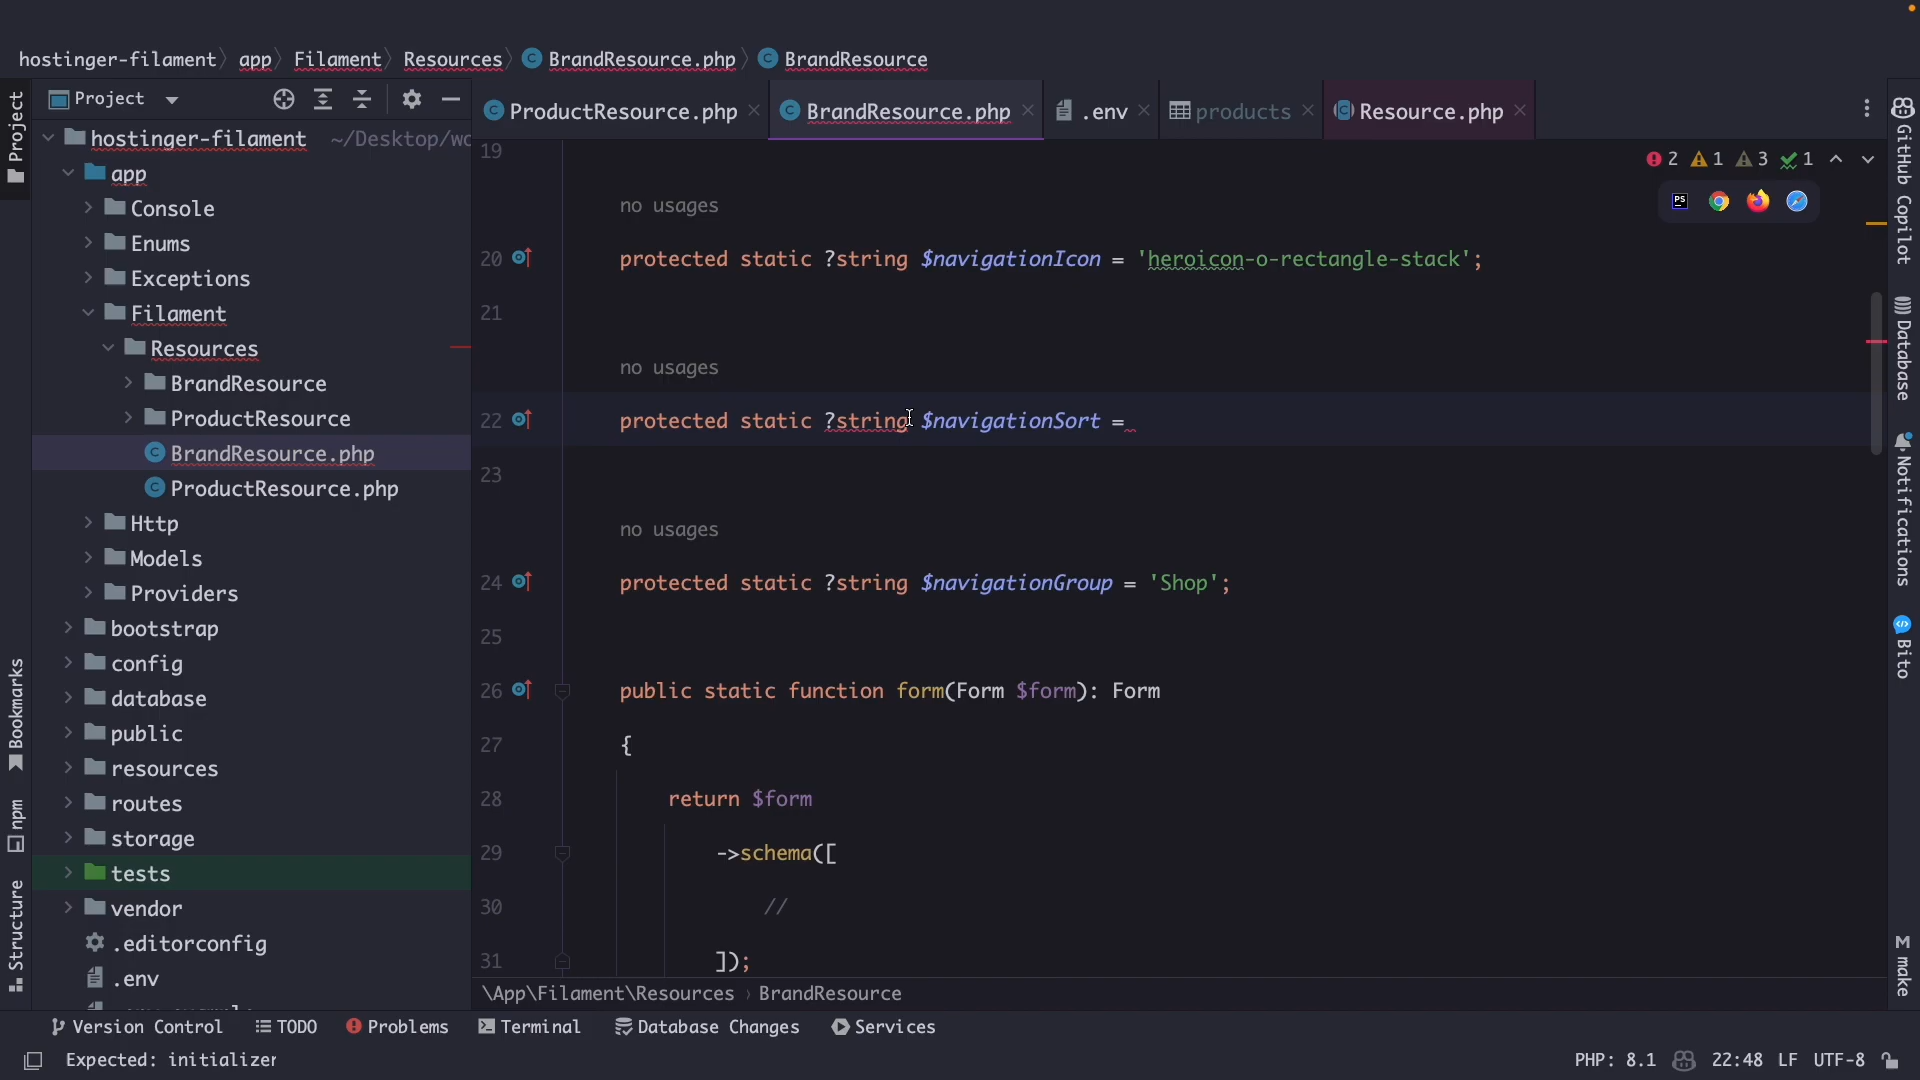 hostinger-filament app Filament Resources BrandResource.php BrandResource
Project
hostinger-filament ~/Desktop/wo
app
Console
Enums
Exceptions
Filament
Resources
BrandResource
ProductResource
BrandResource.php
ProductResource.php
Http
Models
Providers
bootstrap
config
database
public
resources
routes
storage
tests
vendor
.editorconfig
.env
Project
Bookmarks
npm
Structure
ProductResource.php BrandResource.php .env products Resource.php
2 1 3 1
PS
19
no usages
20 protected static ?string $navigationIcon = 'heroicon-o-rectangle-stack';
21
no usages
22 protected static ?string $navigationSort =
23
no usages
24 protected static ?string $navigationGroup = 'Shop';
25
26 public static function form(Form $form): Form
27 {
28 return $form
29 ->schema([
30 //
31 ]);
\App\Filament\Resources › BrandResource
GitHub Copilot
Database
Notifications
Bito
M make
Version Control TODO Problems Terminal Database Changes Services
Expected: initializer PHP: 8.1 22:48 LF UTF-8